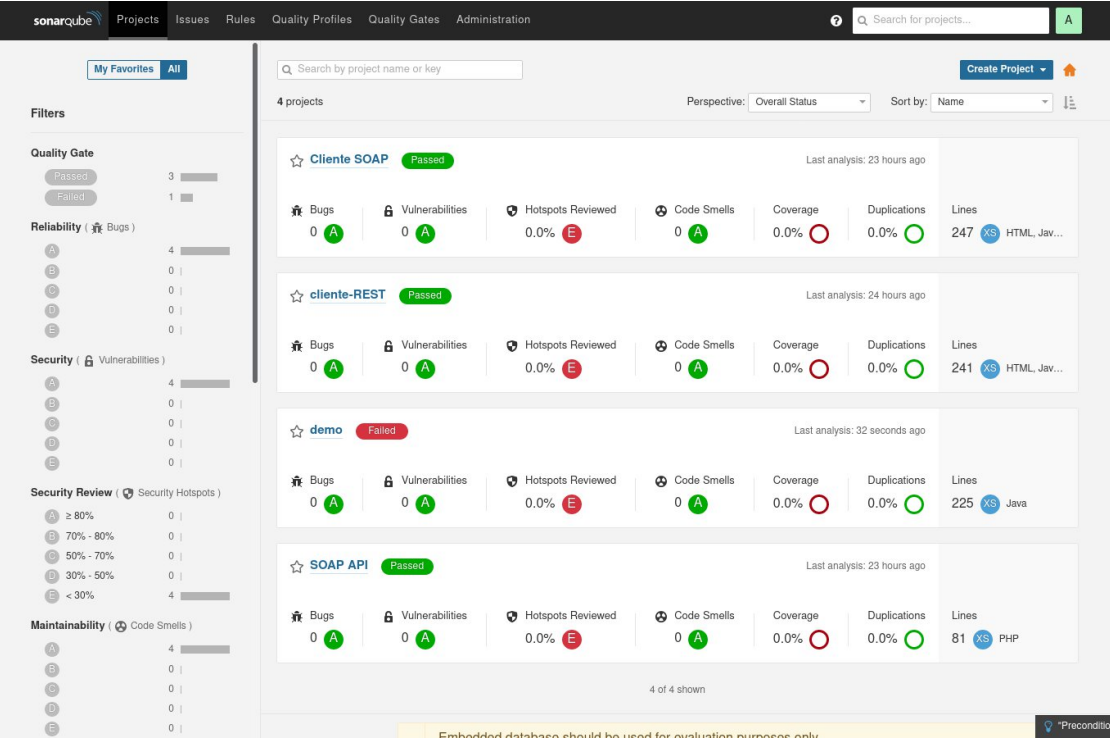 sonarqube Projects Issues Rules Quality Profiles Quality Gates Administration Search for projects... A
My Favorites All
Filters
Quality Gate
Passed 3
Failed 1
Reliability ( Bugs )
A 4
B 0
C 0
D 0
E 0
Security ( Vulnerabilities )
A 4
B 0
C 0
D 0
E 0
Security Review ( Security Hotspots )
A ≥ 80% 0
B 70% - 80% 0
C 50% - 70% 0
D 30% - 50% 0
E < 30% 4
Maintainability ( Code Smells )
A 4
B 0
C 0
D 0
E 0
Search by project name or key Create Project
4 projects Perspective: Overall Status Sort by: Name
Cliente SOAP Passed Last analysis: 23 hours ago
Bugs Vulnerabilities Hotspots Reviewed Code Smells Coverage Duplications Lines
0 A 0 A 0.0% E 0 A 0.0% 0.0% 247 XS HTML, Jav...
cliente-REST Passed Last analysis: 24 hours ago
Bugs Vulnerabilities Hotspots Reviewed Code Smells Coverage Duplications Lines
0 A 0 A 0.0% E 0 A 0.0% 0.0% 241 XS HTML, Jav...
demo Failed Last analysis: 32 seconds ago
Bugs Vulnerabilities Hotspots Reviewed Code Smells Coverage Duplications Lines
0 A 0 A 0.0% E 0 A 0.0% 0.0% 225 XS Java
SOAP API Passed Last analysis: 23 hours ago
Bugs Vulnerabilities Hotspots Reviewed Code Smells Coverage Duplications Lines
0 A 0 A 0.0% E 0 A 0.0% 0.0% 81 XS PHP
4 of 4 shown
Embedded database should be used for evaluation purposes only
"Preconditio